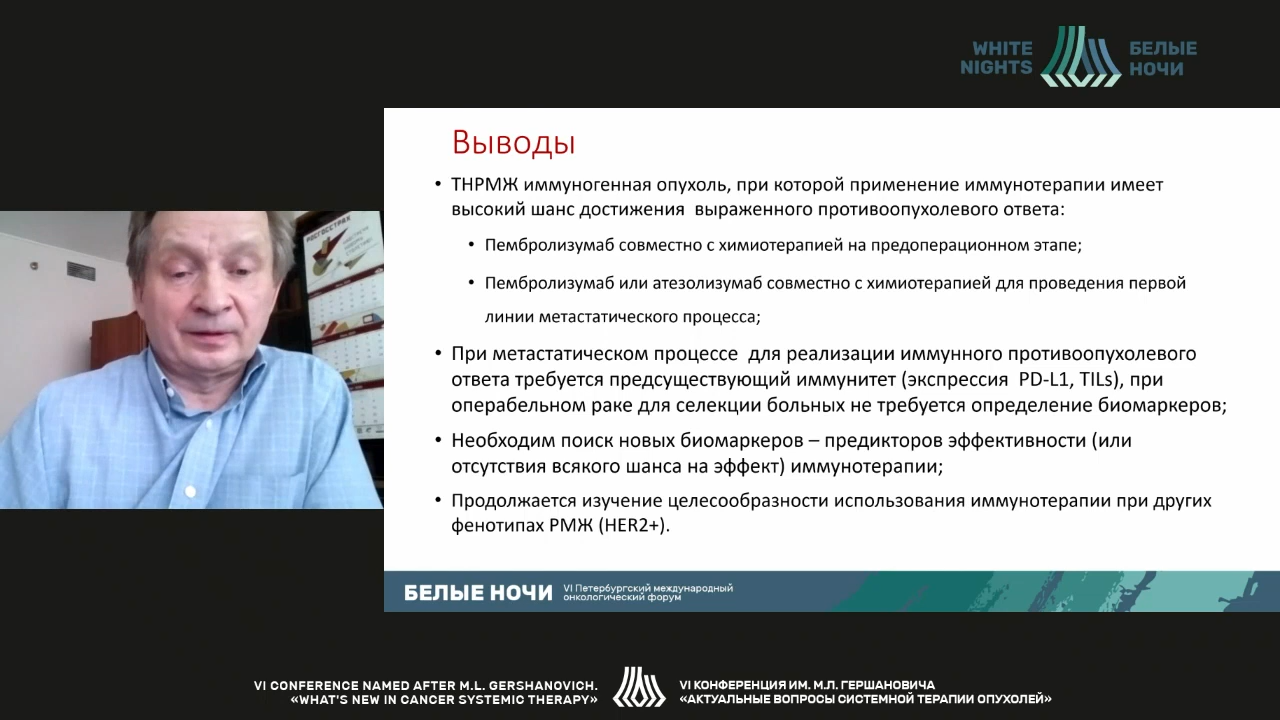 WHITE
NIGHTS
БЕЛЫЕ
НОЧИ
Выводы
• ТНРМЖ иммуногенная опухоль, при которой применение иммунотерапии имеет
высокий шанс достижения выраженного противоопухолевого ответа:
• Пембролизумаб совместно с химиотерапией на предоперационном этапе;
• Пембролизумаб или атезолизумаб совместно с химиотерапией для проведения первой
линии метастатического процесса;
• При метастатическом процессе для реализации иммунного противоопухолевого
ответа требуется предсуществующий иммунитет (экспрессия PD-L1, TILs), при
операбельном раке для селекции больных не требуется определение биомаркеров;
• Необходим поиск новых биомаркеров – предикторов эффективности (или
отсутствия всякого шанса на эффект) иммунотерапии;
• Продолжается изучение целесообразности использования иммунотерапии при других
фенотипах РМЖ (HER2+).
РОСГОССТРАХ
БЕЛЫЕ НОЧИ
VI Петербургский международный
онкологический форум
VI CONFERENCE NAMED AFTER M.L. GERSHANOVICH.
«WHAT'S NEW IN CANCER SYSTEMIC THERAPY»
VI КОНФЕРЕНЦИЯ ИМ. М.Л. ГЕРШАНОВИЧА
«АКТУАЛЬНЫЕ ВОПРОСЫ СИСТЕМНОЙ ТЕРАПИИ ОПУХОЛЕЙ»